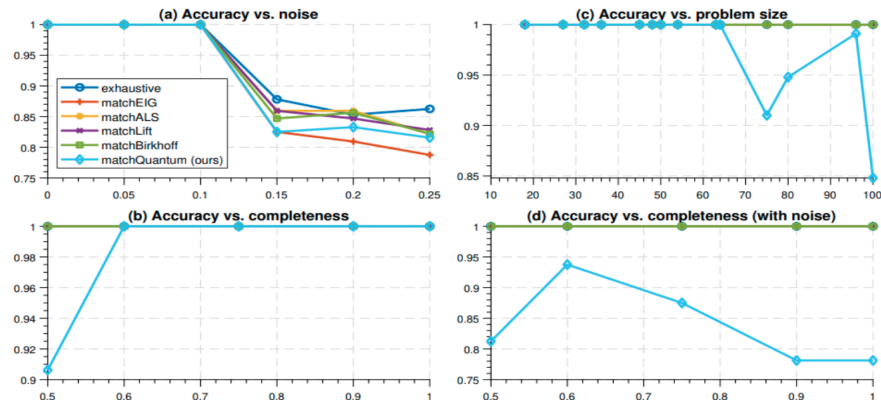 (a) Accuracy vs. noise
1
0.95
0.9
0.85
0.8
0.75
0 0.05 0.1 0.15 0.2 0.25
exhaustive
matchEIG
matchALS
matchLift
matchBirkhoff
matchQuantum (ours)
(c) Accuracy vs. problem size
1
0.95
0.9
0.85
10 20 30 40 50 60 70 80 90 100
(b) Accuracy vs. completeness
1
0.98
0.96
0.94
0.92
0.9
0.5 0.6 0.7 0.8 0.9 1
(d) Accuracy vs. completeness (with noise)
1
0.95
0.9
0.85
0.8
0.75
0.5 0.6 0.7 0.8 0.9 1